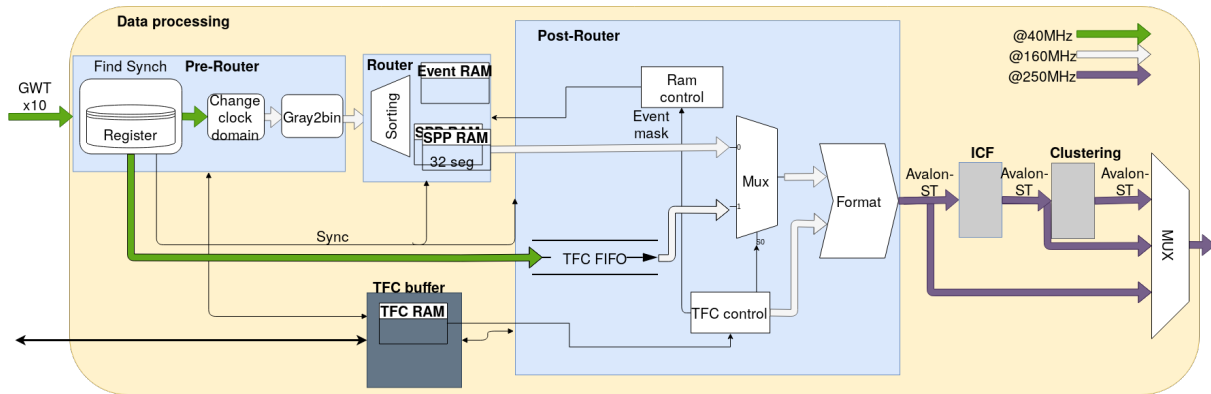 Data processing
Post-Router
@40MHz
@160MHz
@250MHz
GWT
x10
Find Synch
Pre-Router
Register
Change
clock
domain
Gray2bin
Router
Event RAM
Sorting
SPP RAM
SPP RAM
32 seg
Ram
control
Event
mask
0
Mux
1
S0
Format
Avalon-
ST
ICF
Avalon-
ST
Clustering
Avalon-
ST
MUX
Sync
TFC FIFO
TFC buffer
TFC RAM
TFC control